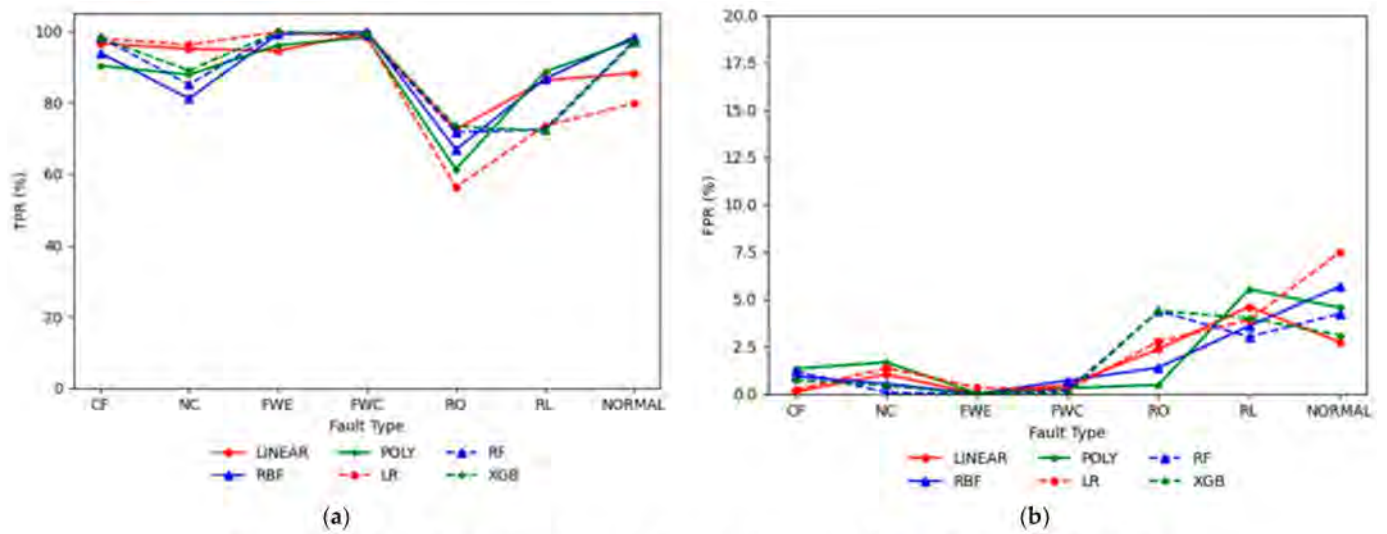 100
80
60
40
20
0
TPR (%)
CF NC FWE FWC RO RL NORMAL
Fault Type
LINEAR POLY RF
RBF LR XGB
(a)
20.0
17.5
15.0
12.5
10.0
7.5
5.0
2.5
0.0
FPR (%)
CF NC FWE FWC RO RL NORMAL
Fault Type
LINEAR POLY RF
RBF LR XGB
(b)